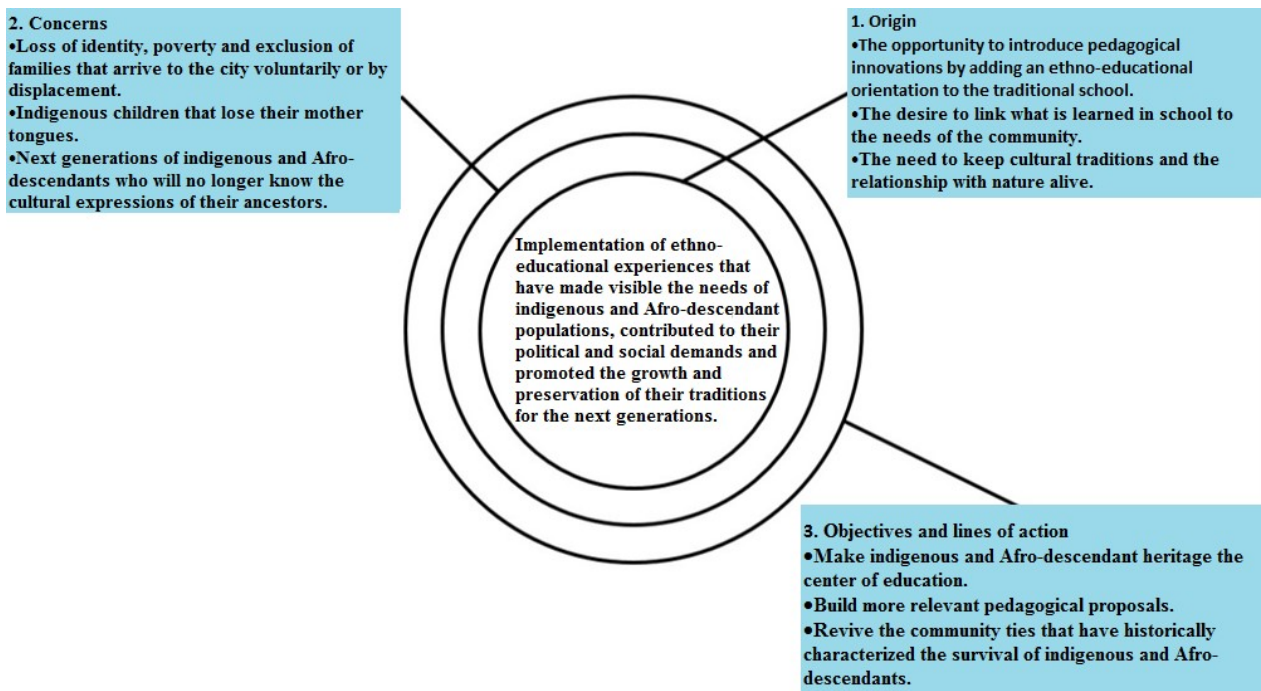 2. Concerns
•Loss of identity, poverty and exclusion of
families that arrive to the city voluntarily or by
displacement.
•Indigenous children that lose their mother
tongues.
•Next generations of indigenous and Afro-
descendants who will no longer know the
cultural expressions of their ancestors.
1. Origin
•The opportunity to introduce pedagogical
innovations by adding an ethno-educational
orientation to the traditional school.
•The desire to link what is learned in school to
the needs of the community.
•The need to keep cultural traditions and the
relationship with nature alive.
Implementation of ethno-
educational experiences that
have made visible the needs of
indigenous and Afro-descendant
populations, contributed to their
political and social demands and
promoted the growth and
preservation of their traditions
for the next generations.
3. Objectives and lines of action
•Make indigenous and Afro-descendant heritage the
center of education.
•Build more relevant pedagogical proposals.
•Revive the community ties that have historically
characterized the survival of indigenous and Afro-
descendants.